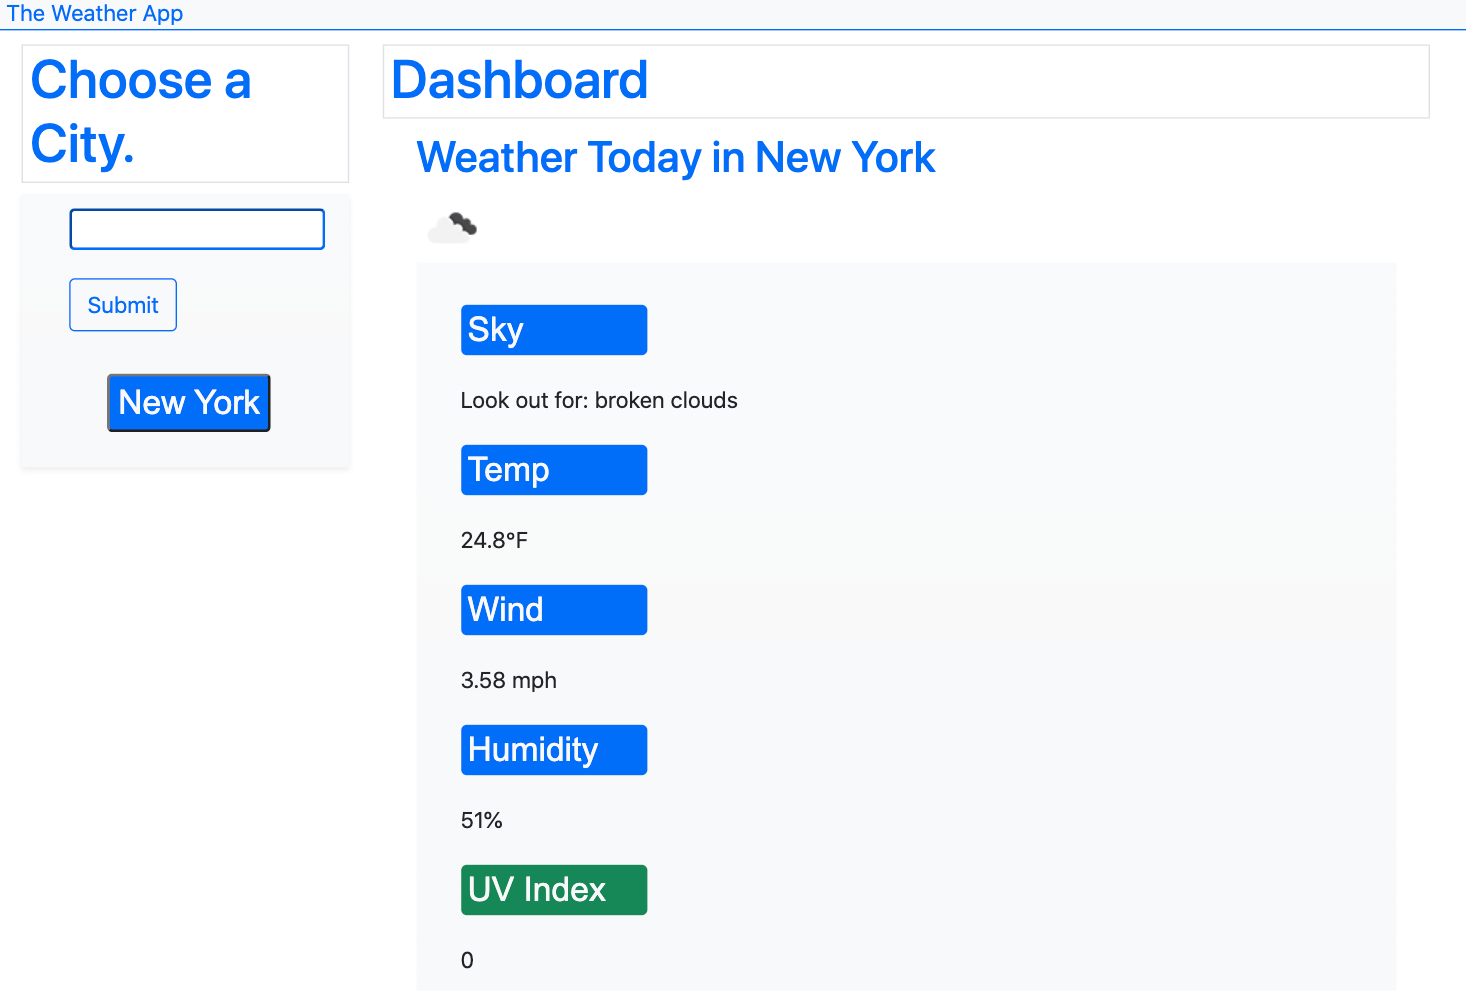 The Weather App
Choose a
City.
Submit
New York
Dashboard
Weather Today in New York
Sky
Look out for: broken clouds
Temp
24.8°F
Wind
3.58 mph
Humidity
51%
UV Index
0